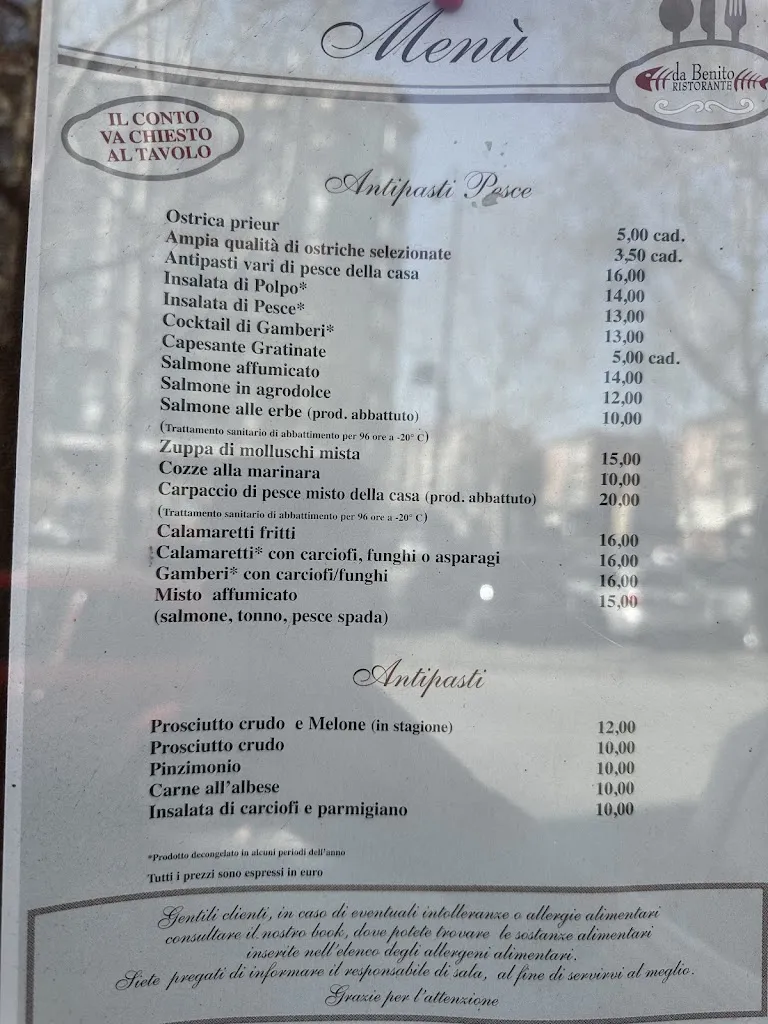 Menù
da Benito
RISTORANTE
IL CONTO
VA CHIESTO
AL TAVOLO
Antipasti Pesce
Ostrica prieur 5,00 cad.
Ampia qualità di ostriche selezionate 3,50 cad.
Antipasti vari di pesce della casa 16,00
Insalata di Polpo* 14,00
Insalata di Pesce* 13,00
Cocktail di Gamberi* 13,00
Capesante Gratinate 5,00 cad.
Salmone affumicato 14,00
Salmone in agrodolce 12,00
Salmone alle erbe (prod. abbattuto) 10,00
(Trattamento sanitario di abbattimento per 96 ore a -20° C)
Zuppa di molluschi mista 15,00
Cozze alla marinara 10,00
Carpaccio di pesce misto della casa (prod. abbattuto) 20,00
(Trattamento sanitario di abbattimento per 96 ore a -20° C)
Calamaretti fritti 16,00
Calamaretti* con carciofi, funghi o asparagi 16,00
Gamberi* con carciofi/funghi 16,00
Misto affumicato 15,00
(salmone, tonno, pesce spada)
Antipasti
Prosciutto crudo e Melone (in stagione) 12,00
Prosciutto crudo 10,00
Pinzimonio 10,00
Carne all'albese 10,00
Insalata di carciofi e parmigiano 10,00
*Prodotto decongelato in alcuni periodi dell'anno
Tutti i prezzi sono espressi in euro
Gentili clienti, in caso di eventuali intolleranze o allergie alimentari
consultare il nostro book, dove potete trovare le sostanze alimentari
inserite nell'elenco degli allergeni alimentari.
Siete pregati di informare il responsabile di sala, al fine di servirvi al meglio.
Grazie per l'attenzione